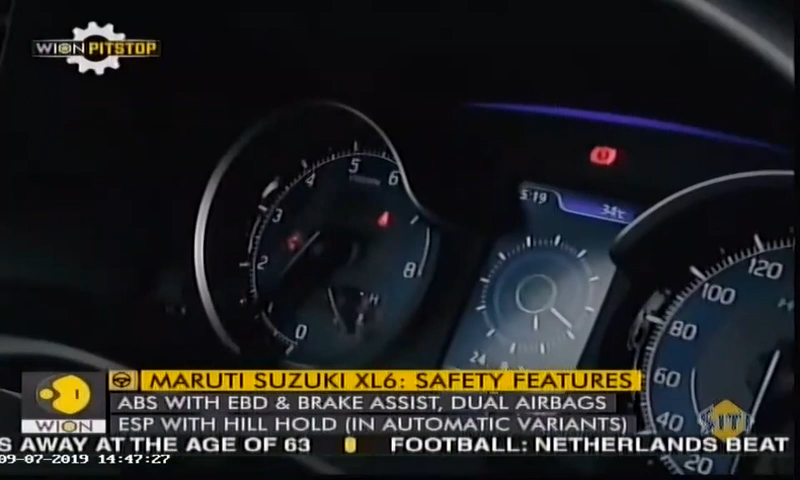 WION PITSTOP
5
4
6
3
2
8
0
H
5:19
34°C
24
120
100
80
60
40
20
MARUTI SUZUKI XL6: SAFETY FEATURES
ABS WITH EBD & BRAKE ASSIST, DUAL AIRBAGS
ESP WITH HILL HOLD (IN AUTOMATIC VARIANTS)
WION
SITI
S AWAY AT THE AGE OF 63 FOOTBALL: NETHERLANDS BEAT
09-07-2019 14:47:27